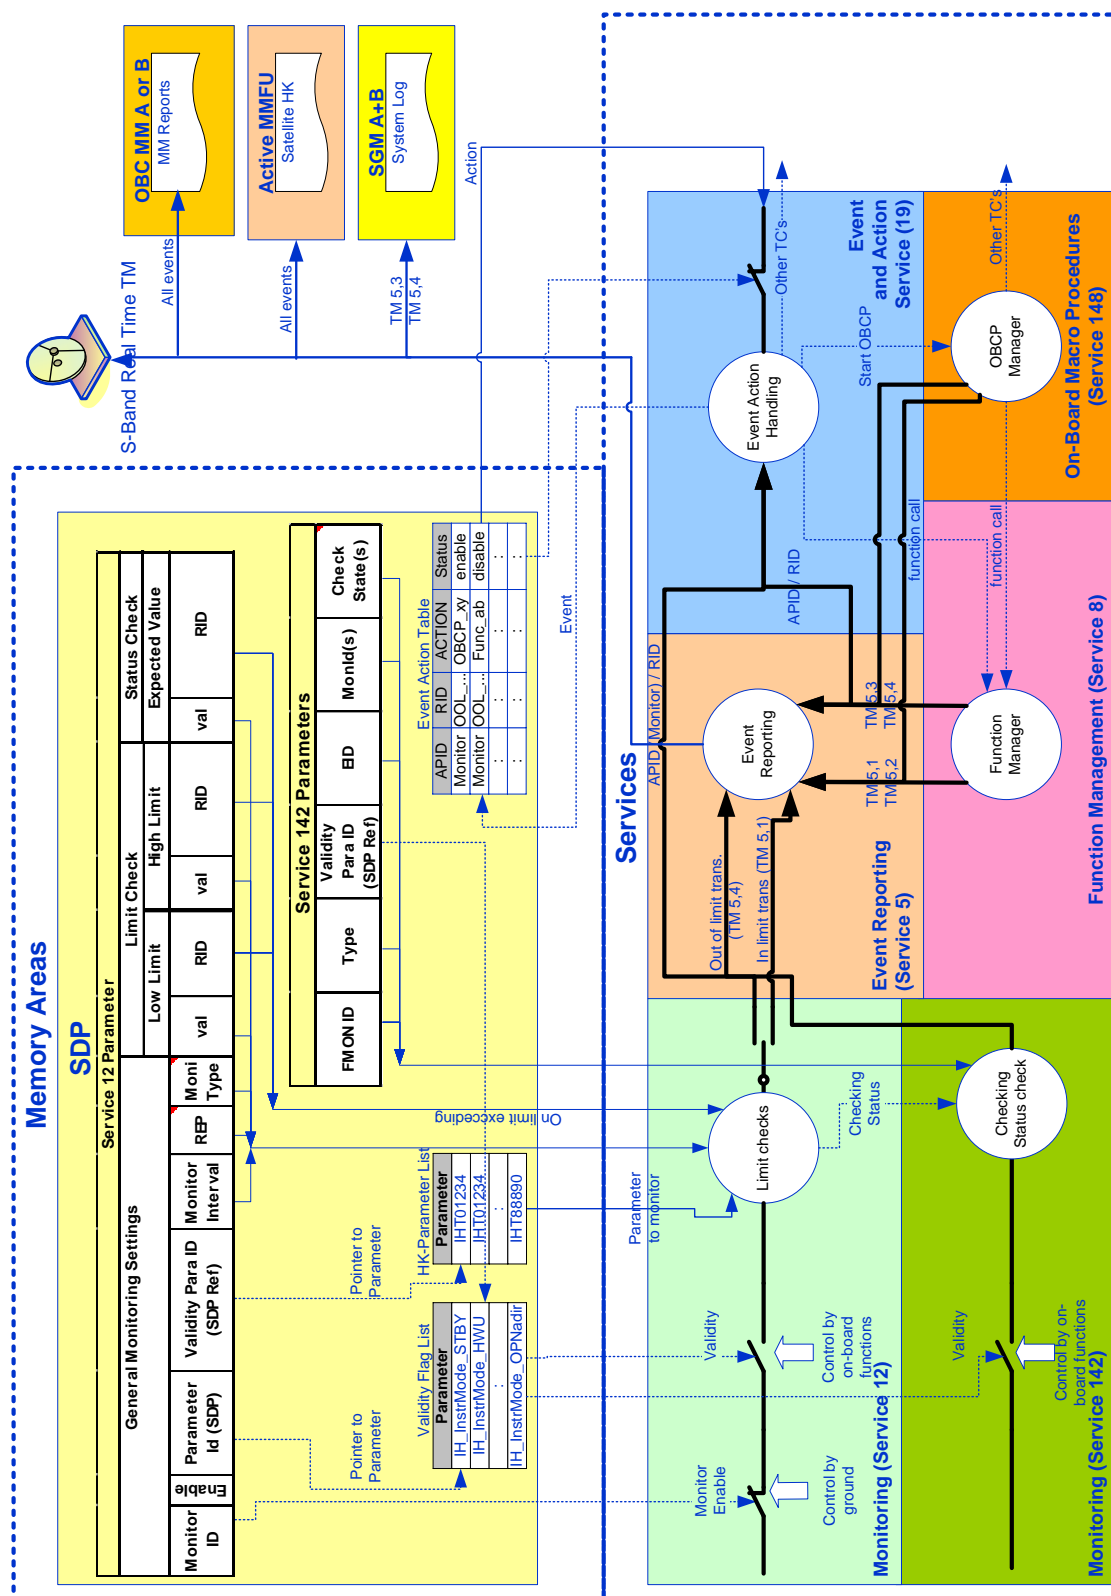 Memory Areas
SDP
Service 12 Parameter
General Monitoring Settings
Limit Check
Status Check
Low Limit
High Limit
Expected Value
Monitor
ID
Enable
Parameter
Id (SDP)
Validity Para ID
(SDP Ref)
Monitor
Interval
REP
Moni
Type
val
RID
val
RID
val
RID
Service 142 Parameters
FMON ID
Type
Validity
Para ID
(SDP Ref)
EID
MonId(s)
Check
State(s)
Pointer to
Parameter
Pointer to
Parameter
Validity Flag List
Parameter
IH_InstrMode_STBY
IH_InstrMode_HWU
:
IH_InstrMode_OPNadir
HK-Parameter List
Parameter
IHT01234
IHT01234
:
IHT88890
On limit exccding
Event Action Table
APID RID ACTION Status
Monitor OOL_... OBCP_xy enable
Monitor OOL_... Func_ab disable
: : : :
: : : :
S-Band Real Time TM
OBC MM A or B
MM Reports
Active MMFU
Satellite HK
SGM A+B
System Log
All events
All events
TM 5,3
TM 5,4
Action
Event
Services
Monitor
Enable
Control by
ground
Validity
Control by
on-board
functions
Parameter
to monitor
Limit checks
Monitoring (Service 12)
Checking
Status
Validity
Control by on-
board functions
Checking
Status check
Monitoring (Service 142)
Out of limit trans.
(TM 5,4)
In limit trans (TM 5,1)
APID (Monitor) / RID
Event
Reporting
Event Reporting
(Service 5)
TM 5,1
TM 5,2
TM 5,3
TM 5,4
APID / RID
Event Action
Handling
Other TC's
Event
and Action
Service (19)
Start OBCP
function call
Function
Manager
Function Management (Service 8)
function call
OBCP
Manager
Other TC's
On-Board Macro Procedures
(Service 148)